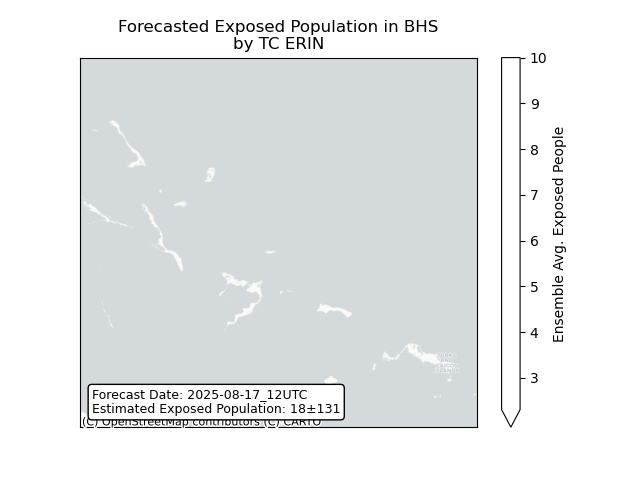 Forecasted Exposed Population in BHS
by TC ERIN
10
9
8
7
6
5
4
3
Ensemble Avg. Exposed People
Forecast Date: 2025-08-17_12UTC
Estimated Exposed Population: 18±131
(C) OpenStreetMap contributors (C) CARTO